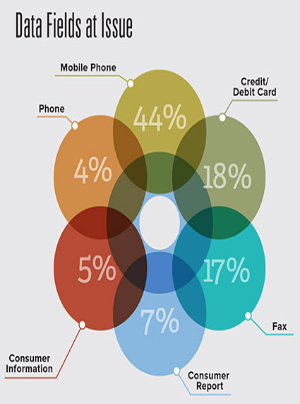 Data Fields at Issue
Mobile Phone
Credit/
Debit Card
Phone
44%
4%
18%
5%
17%
7%
Fax
Consumer
Information
Consumer
Report